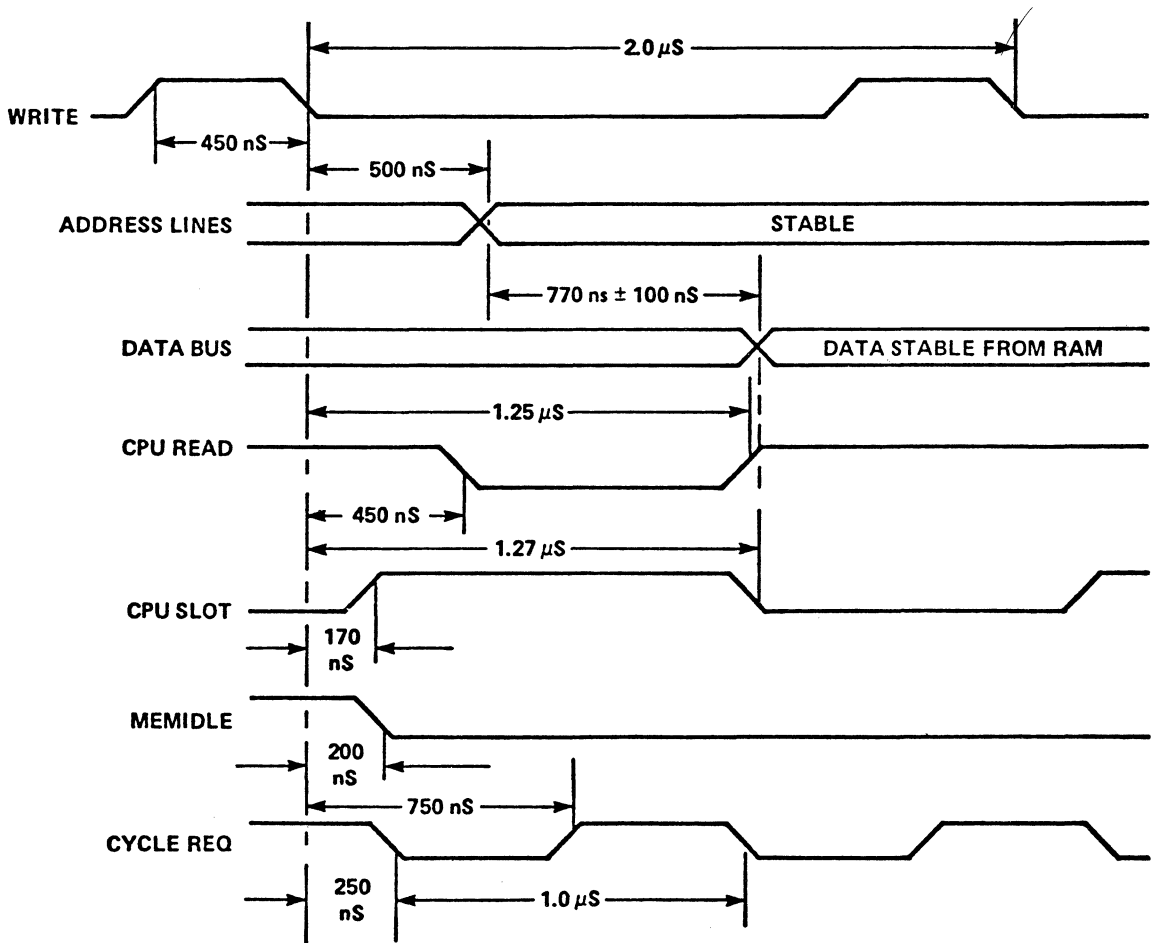 2.0 μS
WRITE
450 nS
500 nS
ADDRESS LINES
STABLE
770 ns ± 100 nS
DATA BUS
DATA STABLE FROM RAM
1.25 μS
CPU READ
450 nS
1.27 μS
CPU SLOT
170
nS
MEMIDLE
200
nS
750 nS
CYCLE REQ
250
nS
1.0 μS